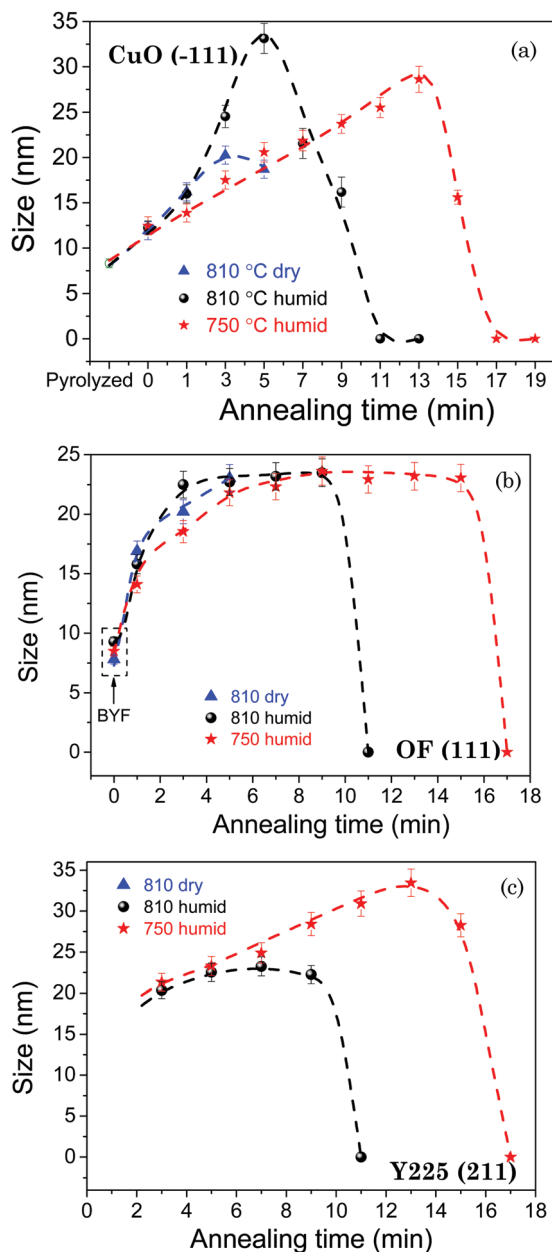 CuO (-111)
(a)
35
30
25
20
15
10
5
0
Size (nm)
810 °C dry
810 °C humid
750 °C humid
Pyrolyzed 0 1 3 5 7 9 11 13 15 17 19
Annealing time (min)
(b)
25
20
15
10
5
0
Size (nm)
BYF
810 dry
810 humid
750 humid
OF (111)
0 2 4 6 8 10 12 14 16 18
Annealing time (min)
(c)
35
30
25
20
15
10
5
0
Size (nm)
810 dry
810 humid
750 humid
Y225 (211)
0 2 4 6 8 10 12 14 16 18
Annealing time (min)